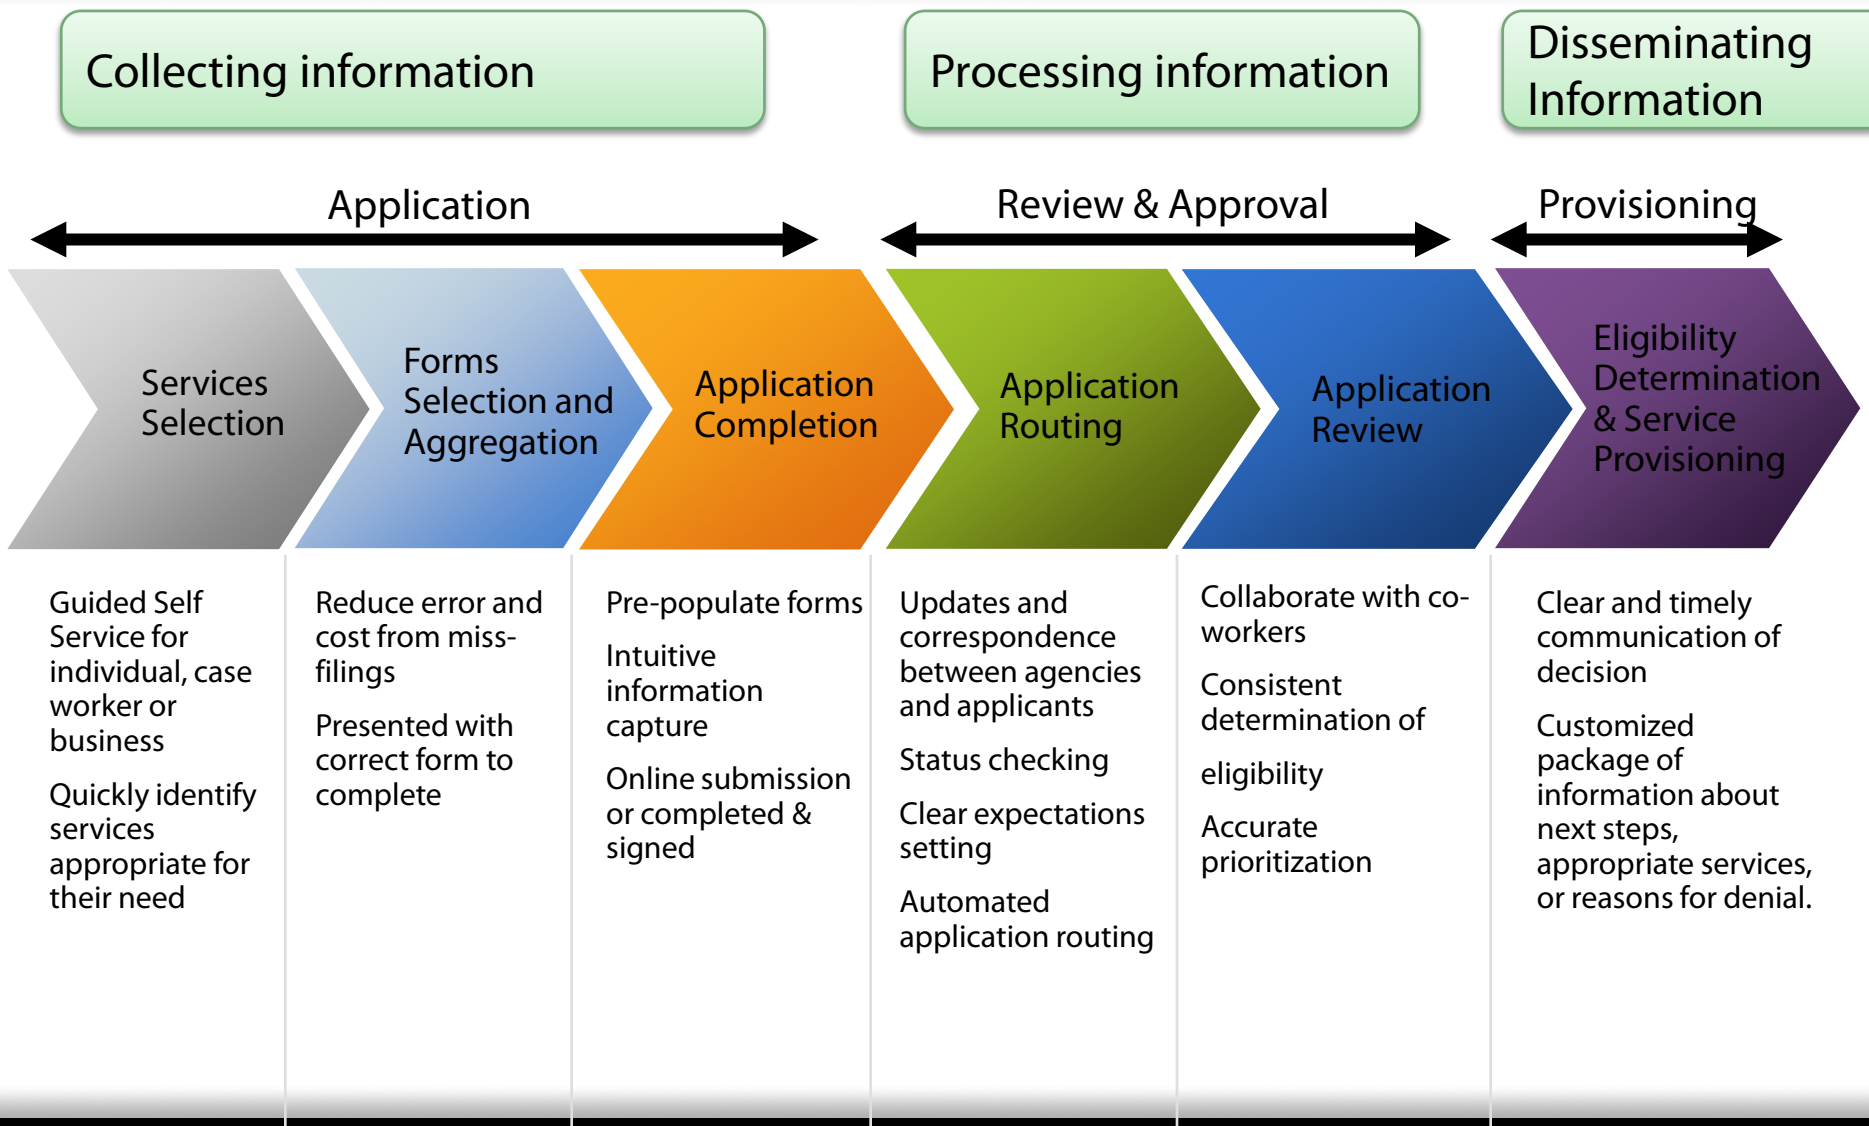 Collecting information
Processing information
Disseminating
Information
Application
Review & Approval
Provisioning
Services
Selection
Forms
Selection and
Aggregation
Application
Completion
Application
Routing
Application
Review
Eligibility
Determination
& Service
Provisioning
Guided Self
Service for
individual, case
worker or
business
Quickly identify
services
appropriate for
their need
Reduce error and
cost from miss-
filings
Presented with
correct form to
complete
Pre-populate forms
Intuitive
information
capture
Online submission
or completed &
signed
Updates and
correspondence
between agencies
and applicants
Status checking
Clear expectations
setting
Automated
application routing
Collaborate with co-
workers
Consistent
determination of
eligibility
Accurate
prioritization
Clear and timely
communication of
decision
Customized
package of
information about
next steps,
appropriate services,
or reasons for denial.